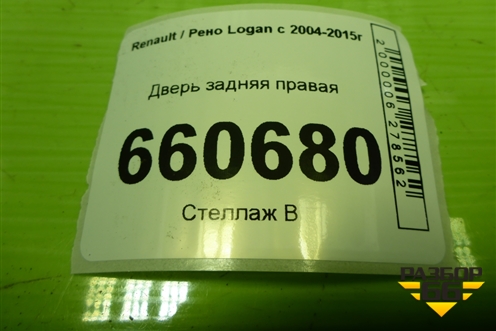 Renault / Рено Logan с 2004-2015г
Дверь задняя правая
660680
Стеллаж В
2000006278562
РАЗБОР